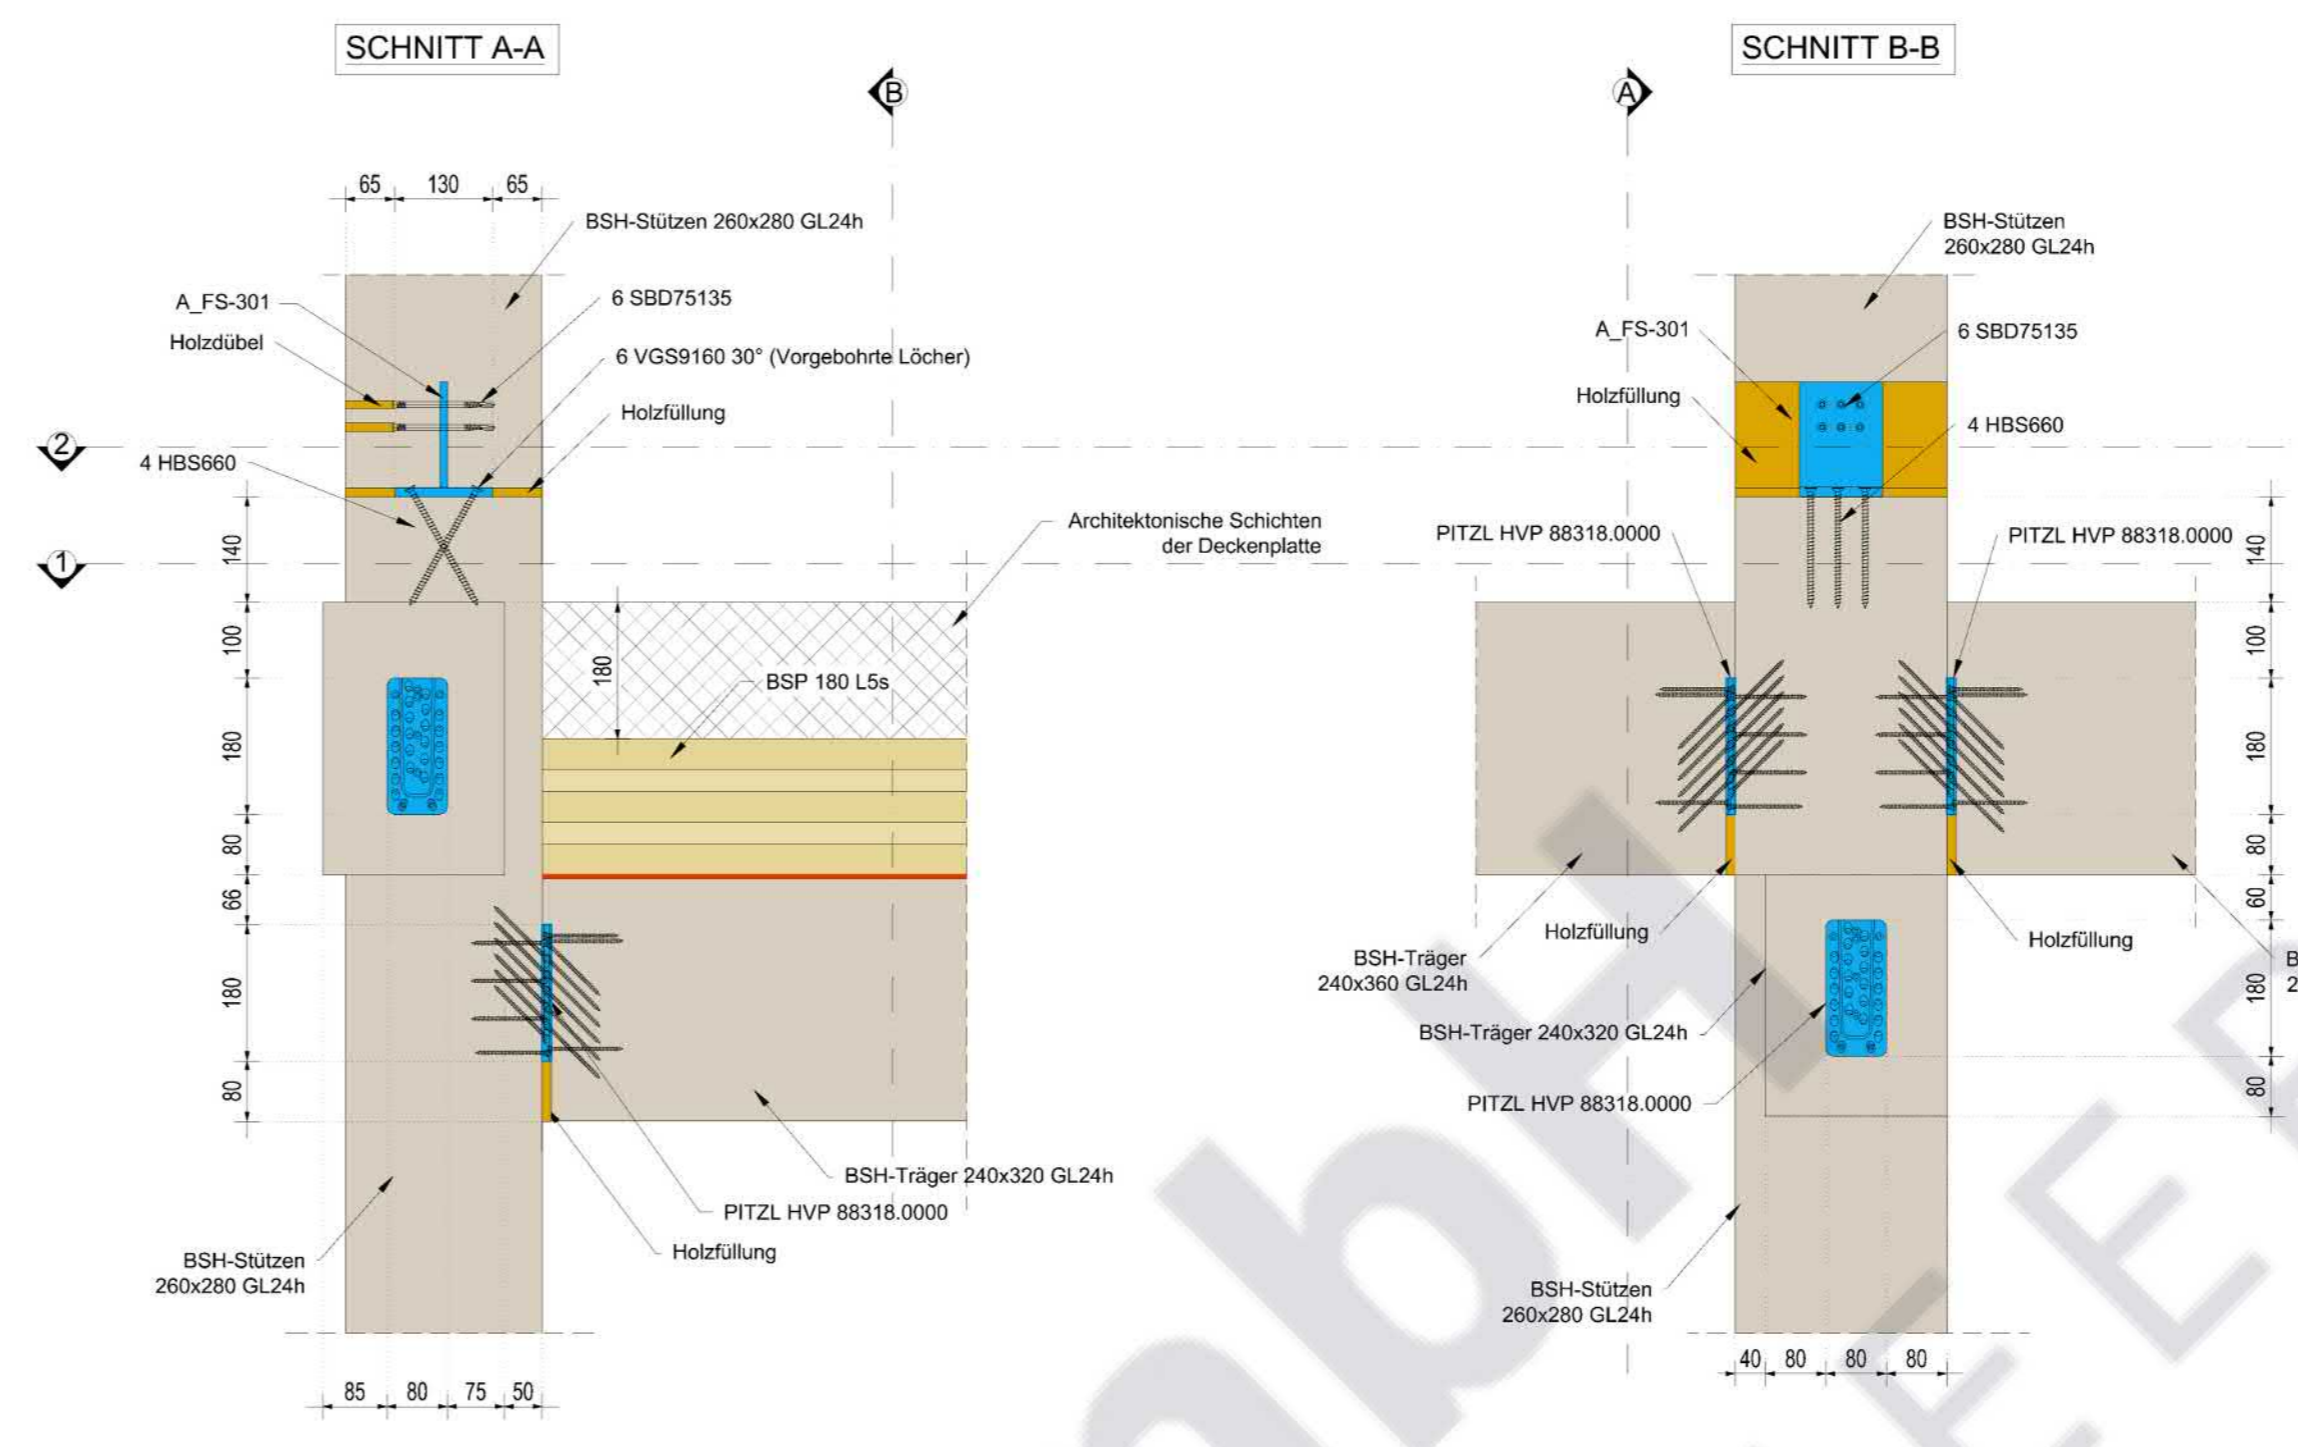 SCHNITT A-A
SCHNITT B-B
B
A
65 130 65
BSH-Stützen 260x280 GL24h
A_FS-301
6 SBD75135
Holzdübel
6 VGS9160 30° (Vorgebohrte Löcher)
Holzfüllung
2
4 HBS660
1
140
100
180
80
66
180
80
Architektonische Schichten
der Deckenplatte
180
BSP 180 L5s
BSH-Träger 240x320 GL24h
PITZL HVP 88318.0000
Holzfüllung
BSH-Stützen
260x280 GL24h
85 80 75 50
BSH-Stützen
260x280 GL24h
A_FS-301
6 SBD75135
Holzfüllung
4 HBS660
PITZL HVP 88318.0000
PITZL HVP 88318.0000
140
100
180
80
60
180
80
Holzfüllung
Holzfüllung
BSH-Träger
240x360 GL24h
B
2
BSH-Träger 240x320 GL24h
PITZL HVP 88318.0000
BSH-Stützen
260x280 GL24h
40 80 80 80